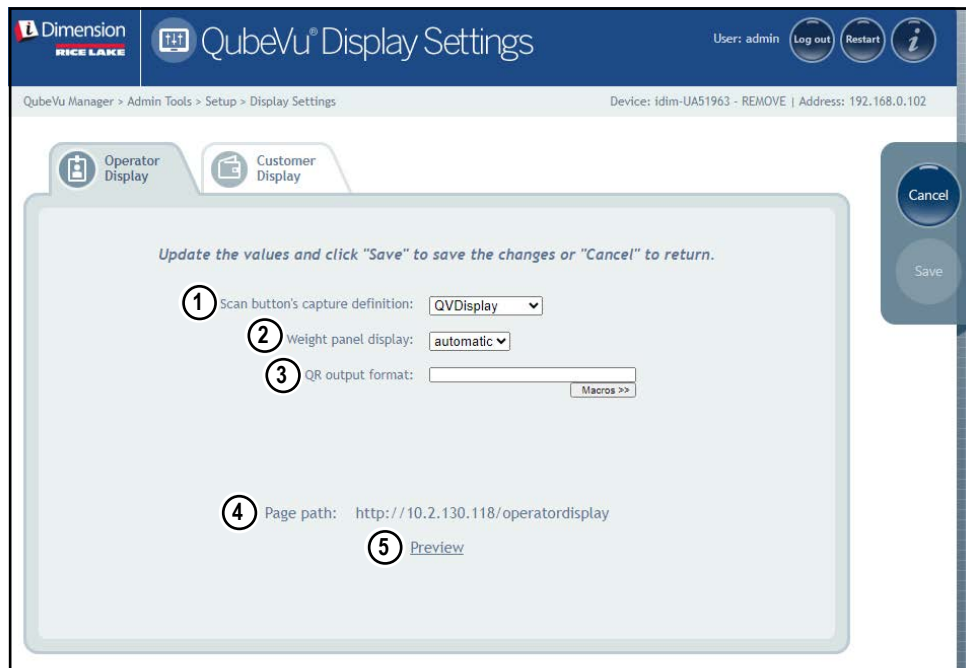 iDimension
RICE LAKE
QubeVu® Display Settings
User: admin
Log out
Restart
i
QubeVu Manager > Admin Tools > Setup > Display Settings
Device: idim-UA51963 - REMOVE | Address: 192.168.0.102
Operator
Display
Customer
Display
Cancel
Save
Update the values and click "Save" to save the changes or "Cancel" to return.
1 Scan button's capture definition: QVDisplay
2 Weight panel display: automatic
3 QR output format:
Macros >>
4 Page path: http://10.2.130.118/operatordisplay
5 Preview